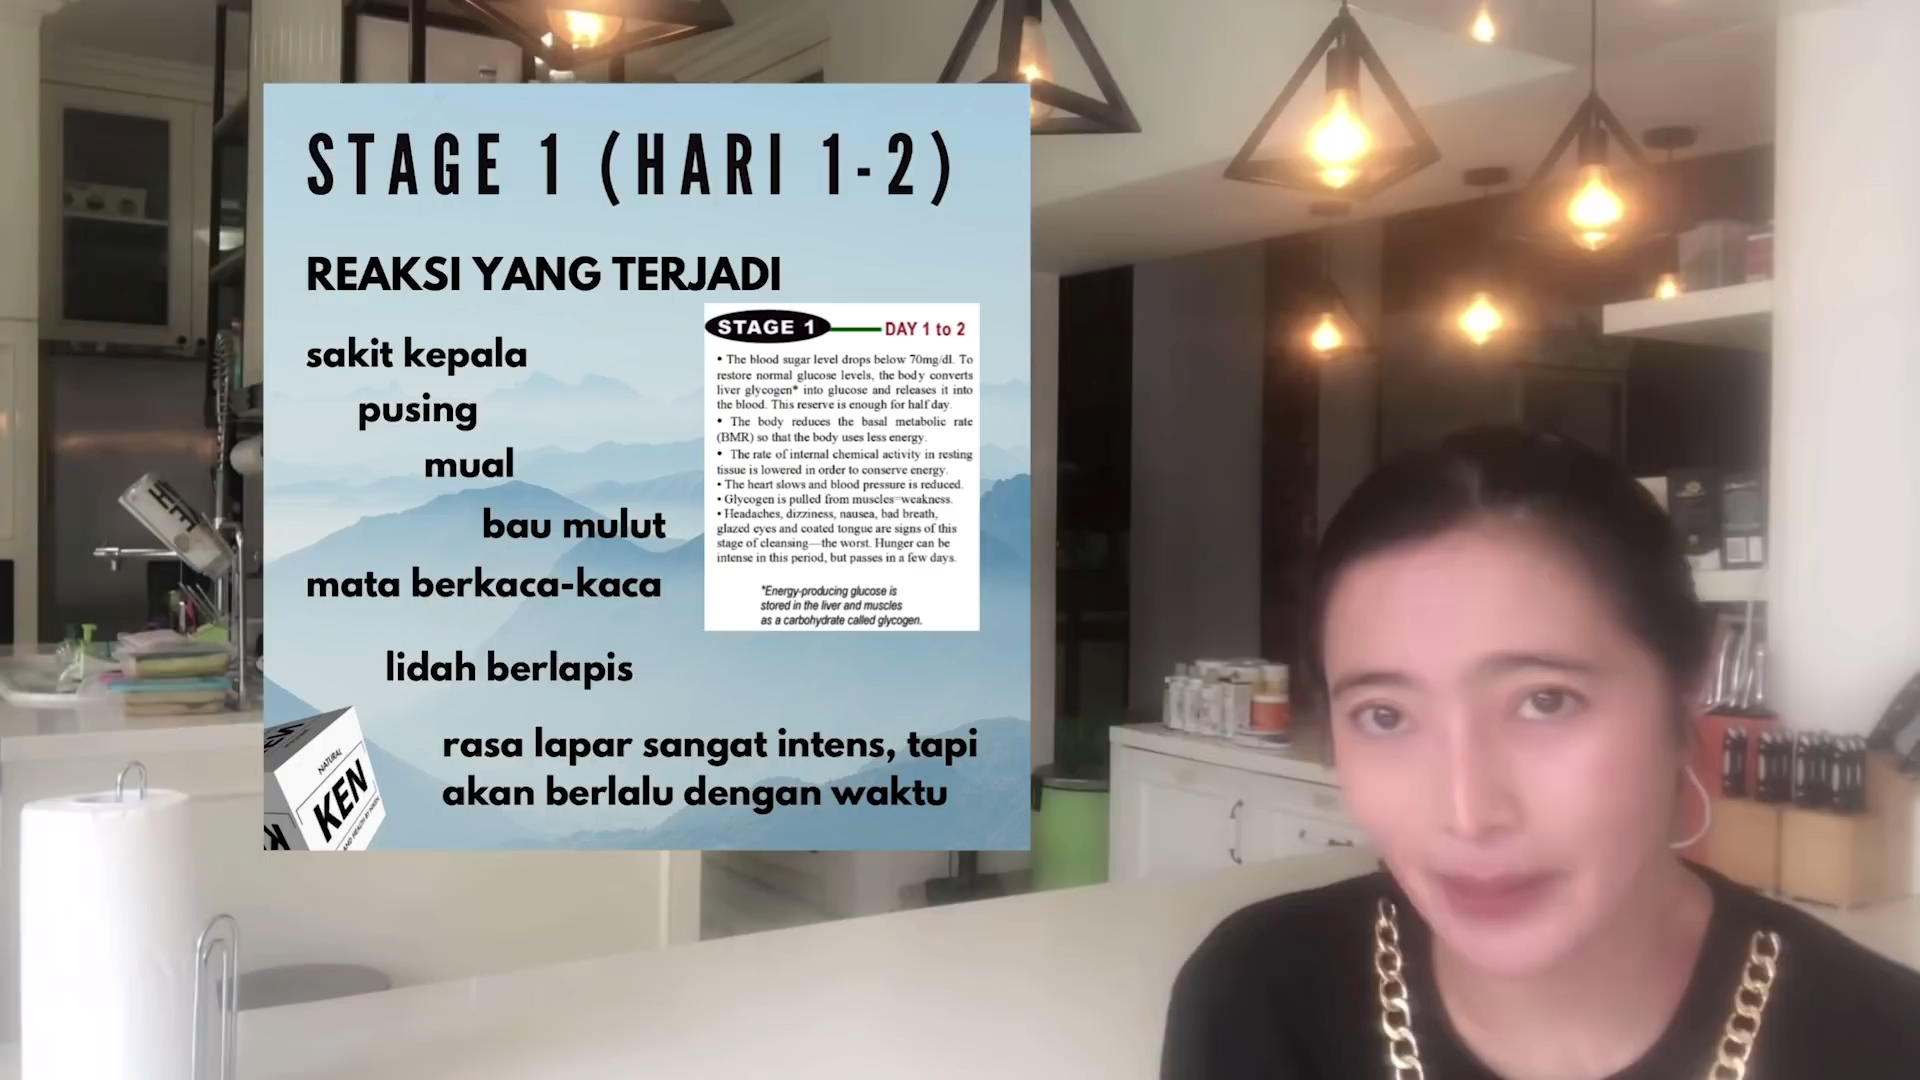 STAGE 1 (HARI 1-2)
REAKSI YANG TERJADI
sakit kepala
pusing
mual
bau mulut
mata berkaca-kaca
lidah berlapis
rasa lapar sangat intens, tapi
akan berlalu dengan waktu
STAGE 1
DAY 1 to 2
• The blood sugar level drops below 70mg/dl. To
restore normal glucose levels, the body converts
liver glycogen* into glucose and releases it into
the blood. This reserve is enough for half day.
• The body reduces the basal metabolic rate
(BMR) so that the body uses less energy.
• The rate of internal chemical activity in resting
tissue is lowered in order to conserve energy.
• The heart slows and blood pressure is reduced.
• Glycogen is pulled from muscles=weakness.
• Headaches, dizziness, nausea, bad breath,
glazed eyes and coated tongue are signs of this
stage of cleansing—the worst. Hunger can be
intense in this period, but passes in a few days.
*Energy-producing glucose is
stored in the liver and muscles
as a carbohydrate called glycogen.
NATURAL
KEN